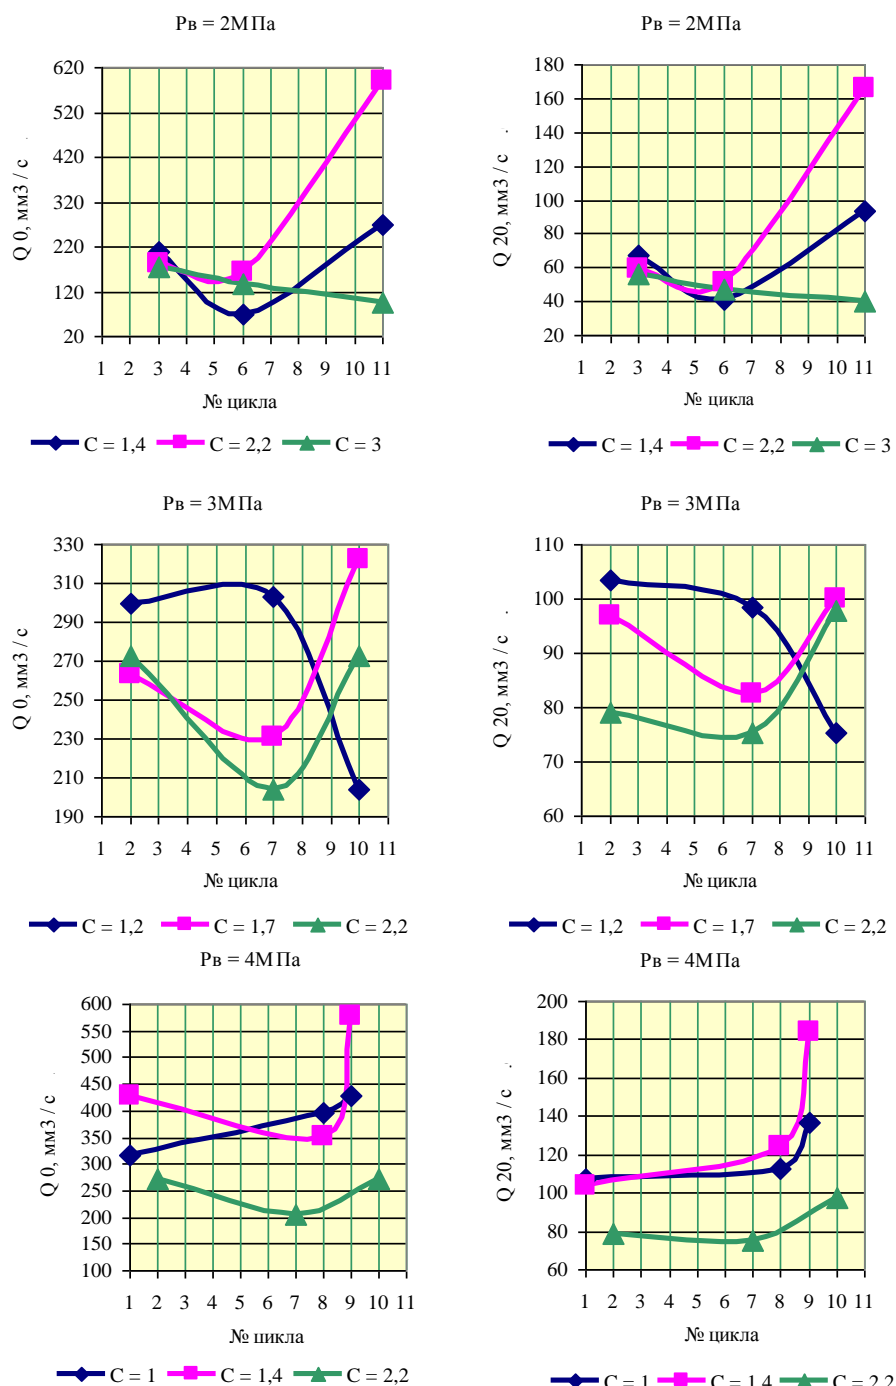 Рв = 2МПа
Q 0, мм3 / с
620
520
420
320
220
120
20
1 2 3 4 5 6 7 8 9 10 11
№ цикла
С = 1,4 С = 2,2 С = 3
Рв = 2МПа
Q 20, мм3 / с
180
160
140
120
100
80
60
40
20
1 2 3 4 5 6 7 8 9 10 11
№ цикла
С = 1,4 С = 2,2 С = 3
Рв = 3МПа
Q 0, мм3 / с
330
310
290
270
250
230
210
190
1 2 3 4 5 6 7 8 9 10 11
№ цикла
С = 1,2 С = 1,7 С = 2,2
Рв = 3МПа
Q 20, мм3 / с
110
100
90
80
70
60
1 2 3 4 5 6 7 8 9 10 11
№ цикла
С = 1,2 С = 1,7 С = 2,2
Рв = 4МПа
Q 0, мм3 / с
600
550
500
450
400
350
300
250
200
150
100
1 2 3 4 5 6 7 8 9 10 11
№ цикла
С = 1 С = 1,4 С = 2,2
Рв = 4МПа
Q 20, мм3 / с
200
180
160
140
120
100
80
60
1 2 3 4 5 6 7 8 9 10 11
№ цикла
С = 1 С = 1,4 С = 2,2